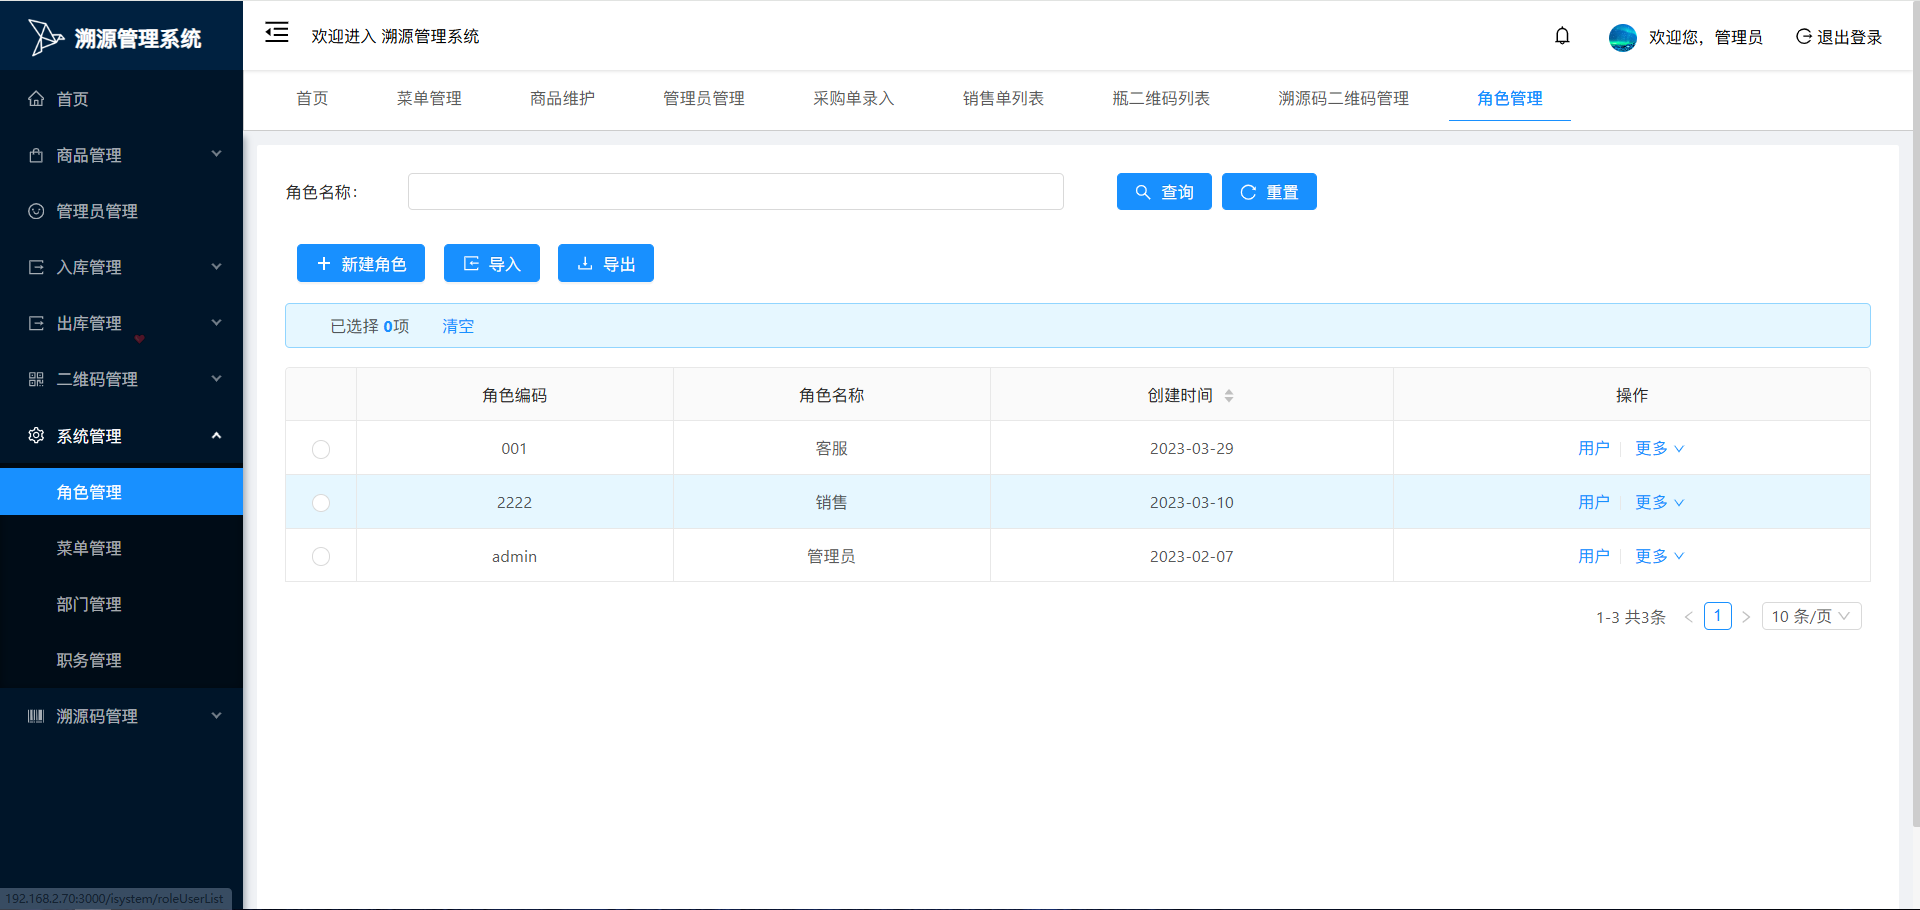 溯源管理系统
欢迎进入 溯源管理系统
欢迎您，管理员
退出登录
首页
商品管理
管理员管理
入库管理
出库管理
二维码管理
系统管理
角色管理
菜单管理
部门管理
职务管理
溯源码管理
首页 菜单管理 商品维护 管理员管理 采购单录入 销售单列表 瓶二维码列表 溯源码二维码管理 角色管理
角色名称：
查询 重置
新建角色 导入 导出
已选择 0项 清空
角色编码 角色名称 创建时间 操作
001 客服 2023-03-29 用户 更多
2222 销售 2023-03-10 用户 更多
admin 管理员 2023-02-07 用户 更多
1-3 共3条 < 1 > 10 条/页
192.168.2.70:3000/isystem/roleUserList